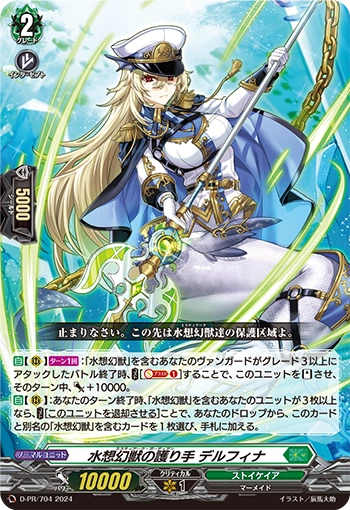 2
グレード
インターセプト
5000
シールド
止まりなさい。この先は水想幻獣達の保護区域よ。
自【R】ターン1回:「水想幻獣」を含むあなたのヴァンガードがグレード3以上に
アタックしたバトル終了時、【ブラスト1】することで、このユニットを【スタンド】させ、
そのターン中、+10000。
自【R】:あなたのターン終了時、「水想幻獣」を含むあなたのユニットが3枚以上な
ら、【このユニットを退却させる】ことで、あなたのドロップから、このカード
と別名の「水想幻獣」を含むカードを1枚選び、手札に加える。
ノーマルユニット
水想幻獣の護り手 デルフィナ
パワー
10000
クリティカル
1
ストイケイア
マーメイド
D-PR/704 2024
イラスト/辰馬大助